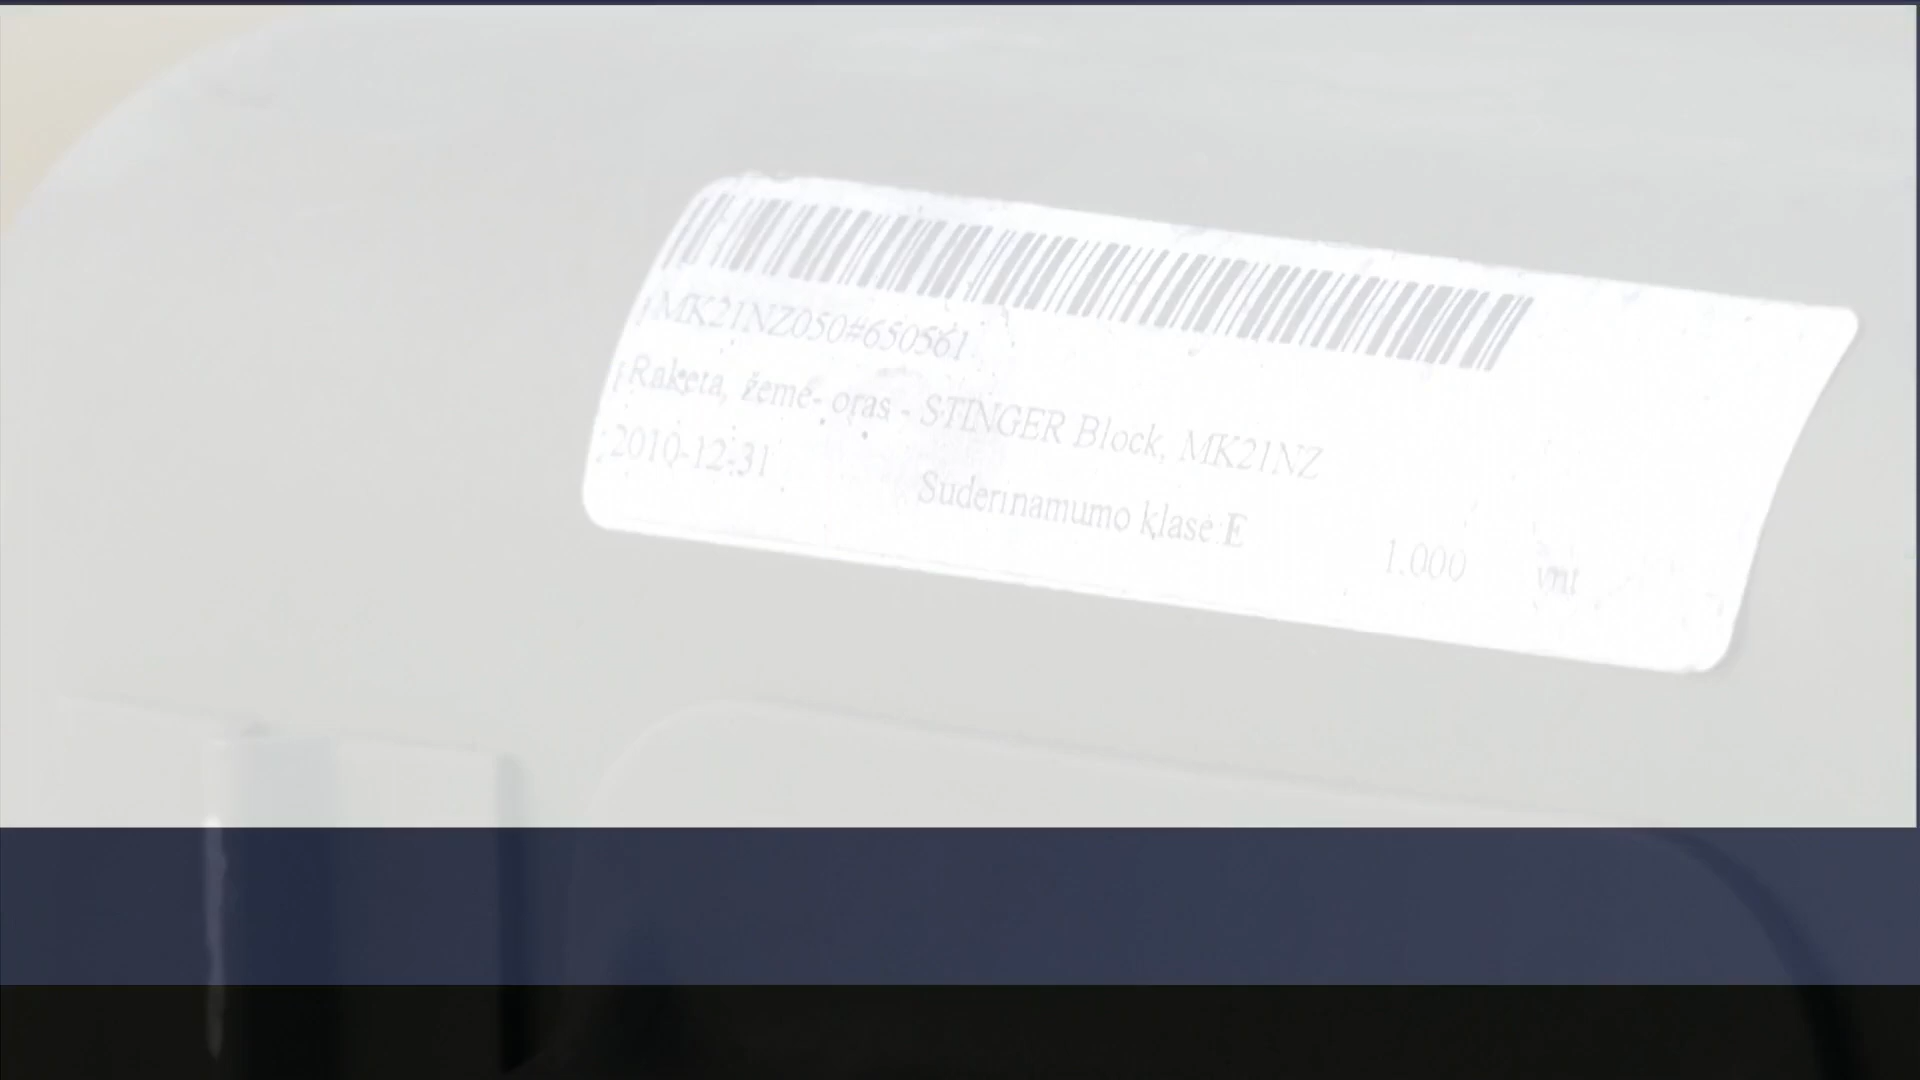 MK21NZ050#650561
Raketa, žemė- oras - STINGER Block, MK21NZ
2010-12-31
Suderinamumo klasė:E
1.000 vnt